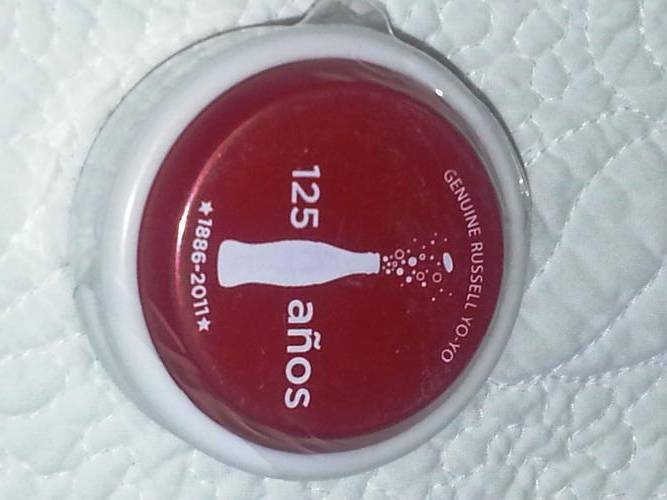 GENUINE RUSSELL YO-YO
125 años
★1886-2011★